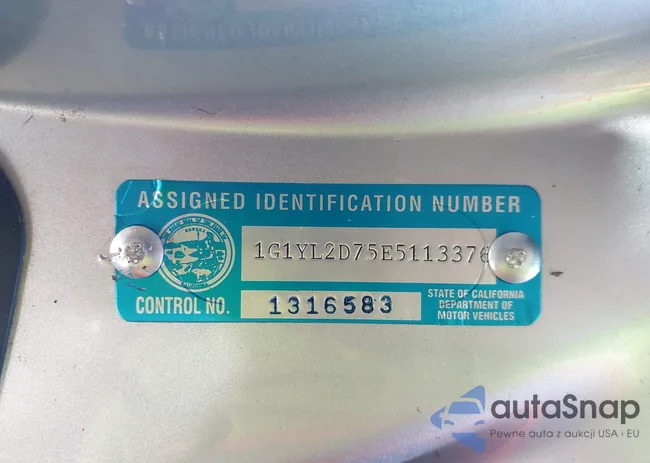 ASSIGNED IDENTIFICATION NUMBER
1G1YL2D75E5113376
CONTROL NO. 1316583
STATE OF CALIFORNIA
DEPARTMENT OF
MOTOR VEHICLES
autaSnap
Pewne auta z aukcji USA i EU